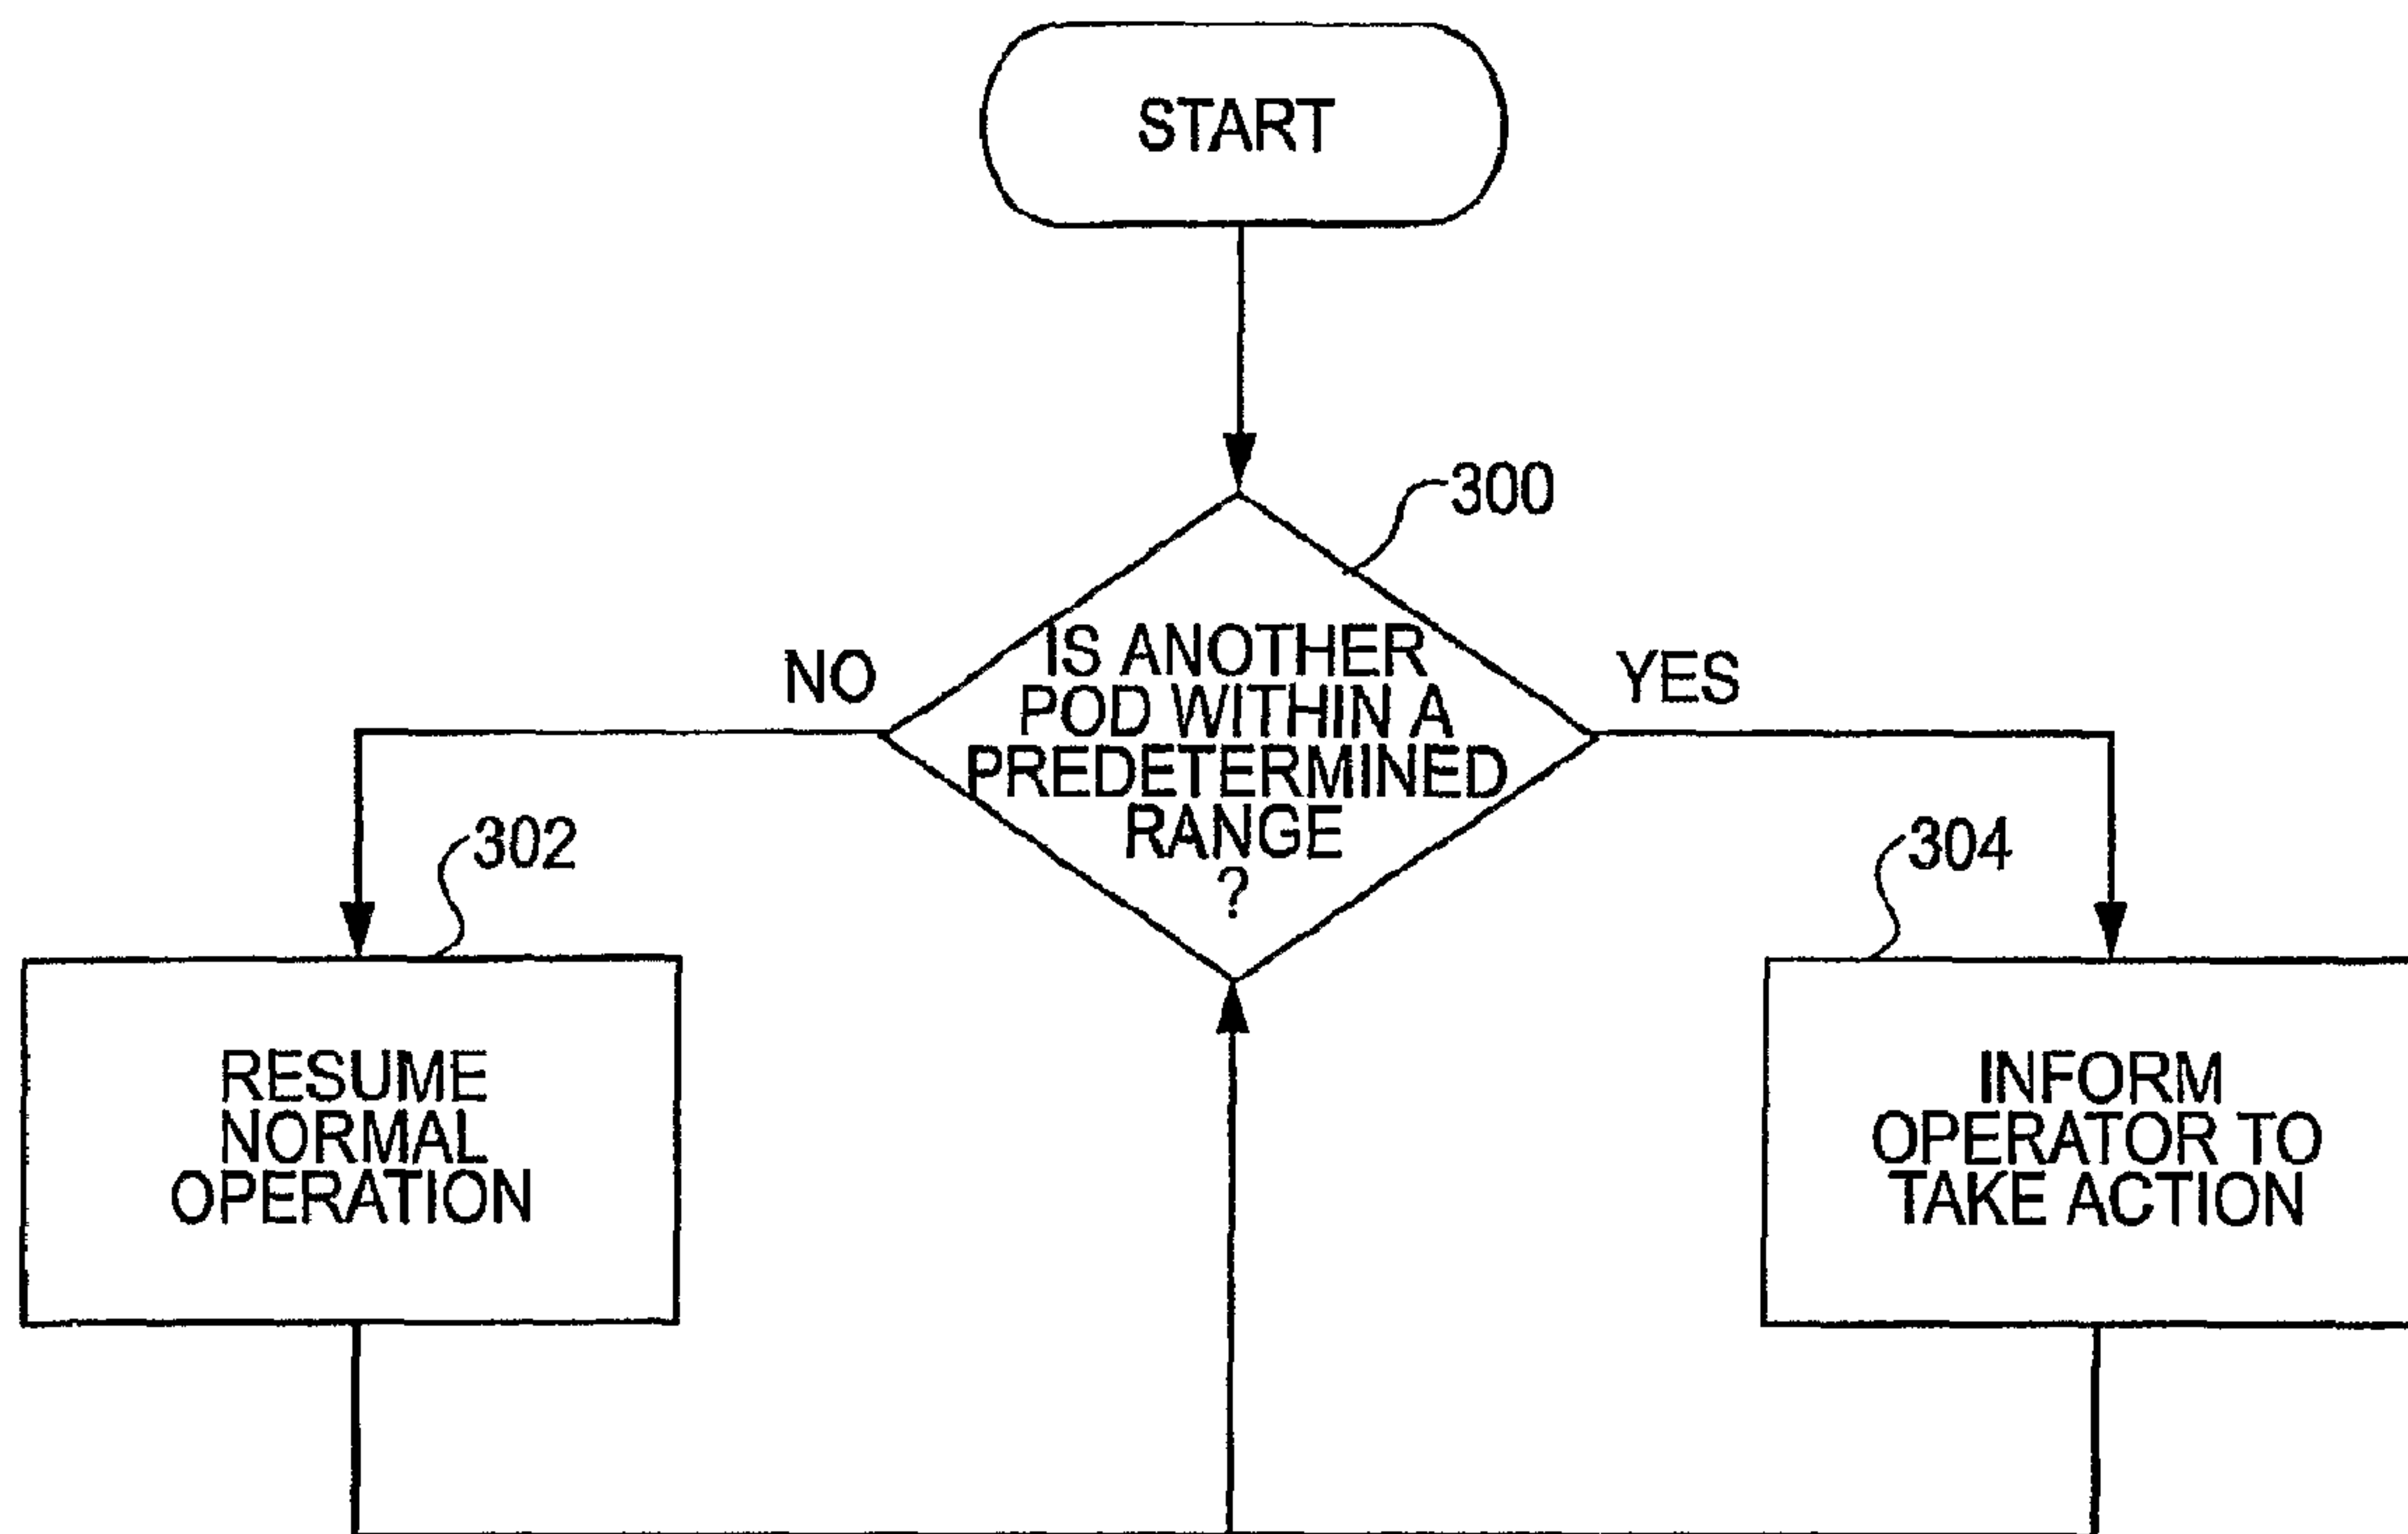 START
300
IS ANOTHER
POD WITHIN A
PREDETERMINED
RANGE
?
NO
YES
302
304
RESUME
NORMAL
OPERATION
INFORM
OPERATOR TO
TAKE ACTION